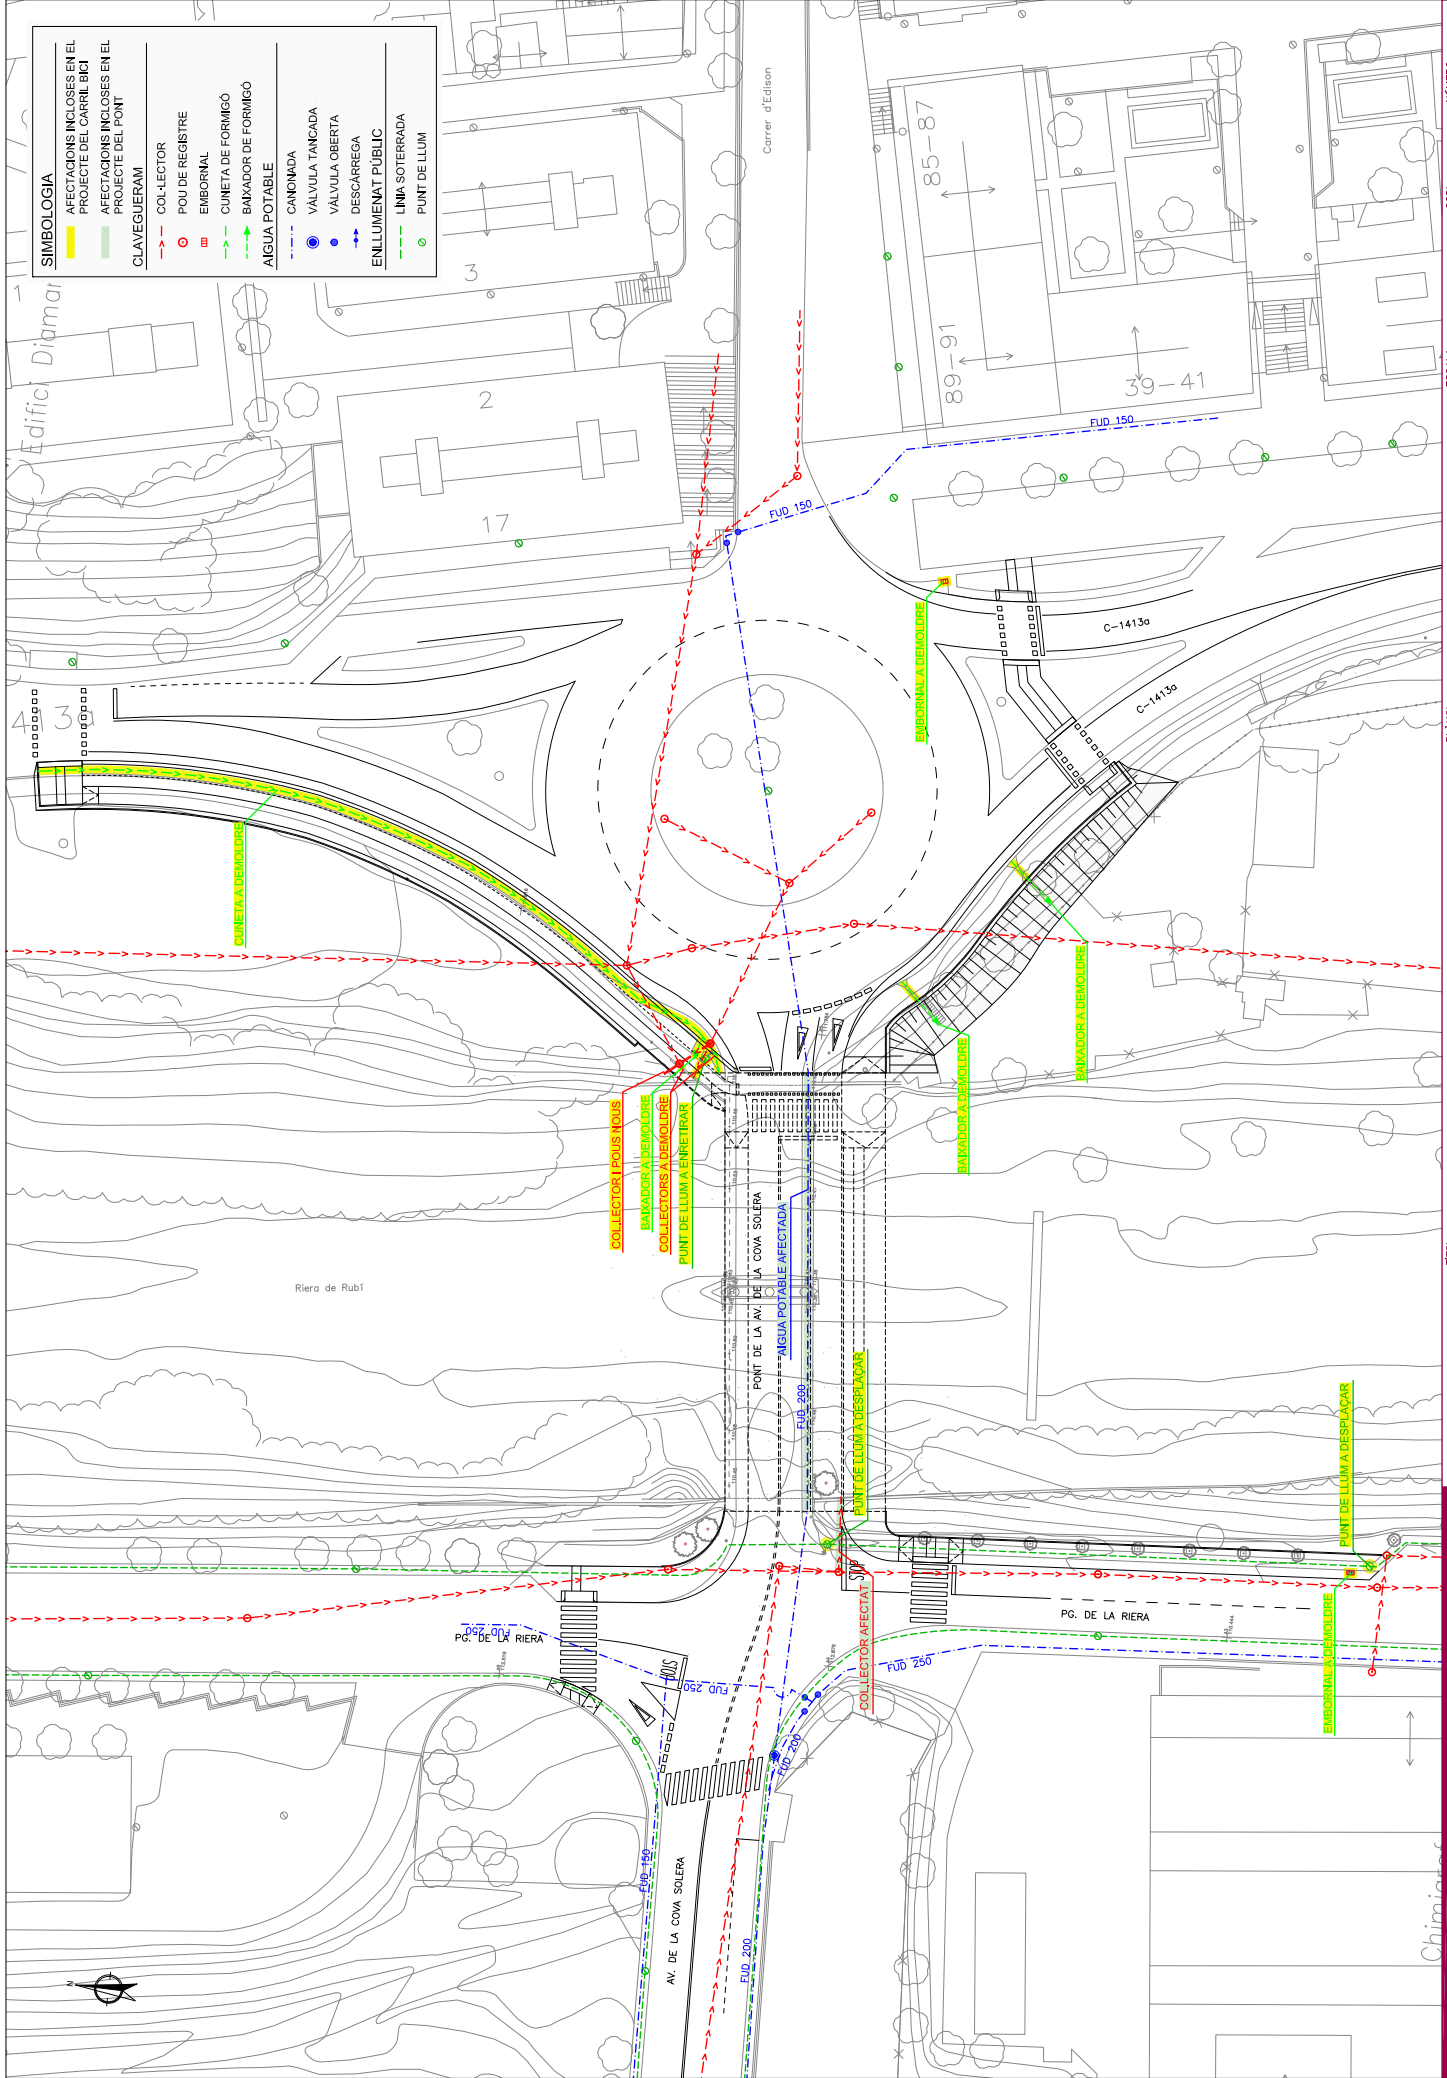 SIMBOLOGIA
AFECTACIONS INCLOSES EN EL
PROJECTE DEL CARRIL BICI
AFECTACIONS INCLOSES EN EL
PROJECTE DEL PONT
CLAVEGUERAM
COL·LECTOR
POU DE REGISTRE
EMBORNAL
CUNETA DE FORMIGÓ
BAIXADOR DE FORMIGÓ
AIGUA POTABLE
CANONADA
VÀLVULA TANCADA
VÀLVULA OBERTA
DESCÀRREGA
ENLLUMENAT PÚBLIC
LÍNIA SOTERRADA
PUNT DE LLUM
1
Edifici Diamar
3
2
17
Carrer d'Edison
85-87
89-91
39-41
FUD 150
FUD 150
C-1413a
C-1413a
413a
EMBORNAL A DEMOLDRE
CUNETA A DEMOLDRE
BAIXADOR A DEMOLDRE
BAIXADOR A DEMOLDRE
COL.LECTOR I POUS NOUS
BAIXADOR A DEMOLDRE
COL.LECTORS A DEMOLDRE
PUNT DE LLUM A ENRETIRAR
PONT DE LA AV. DE LA COVA SOLERA
AIGUA POTABLE AFECTADA
Riera de Rubí
FUD 200
PUNT DE LLUM A DESPLAÇAR
PUNT DE LLUM A DESPLAÇAR
STOP
COL.LECTOR AFECTAT
EMBORNAL A DEMOLDRE
PG. DE LA RIERA
PG. DE LA RIERA
FUD 250
FUD 250
FUD 250
STOP
FUD 200
FUD 150
AV. DE LA COVA SOLERA
FUD 200
N